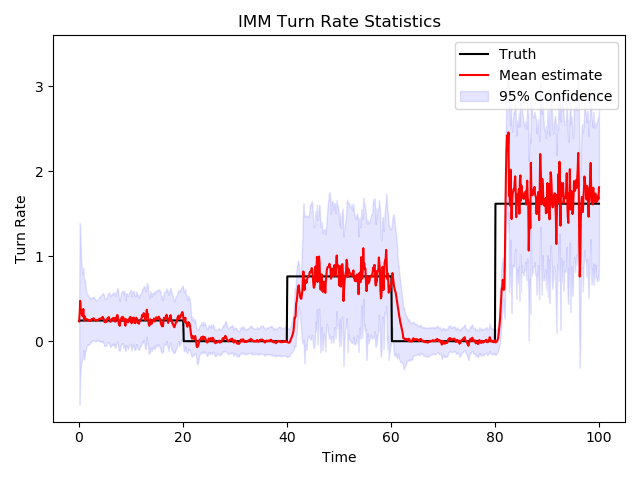 IMM Turn Rate Statistics
Truth
Mean estimate
95% Confidence
3
2
1
0
Turn Rate
0 20 40 60 80 100
Time